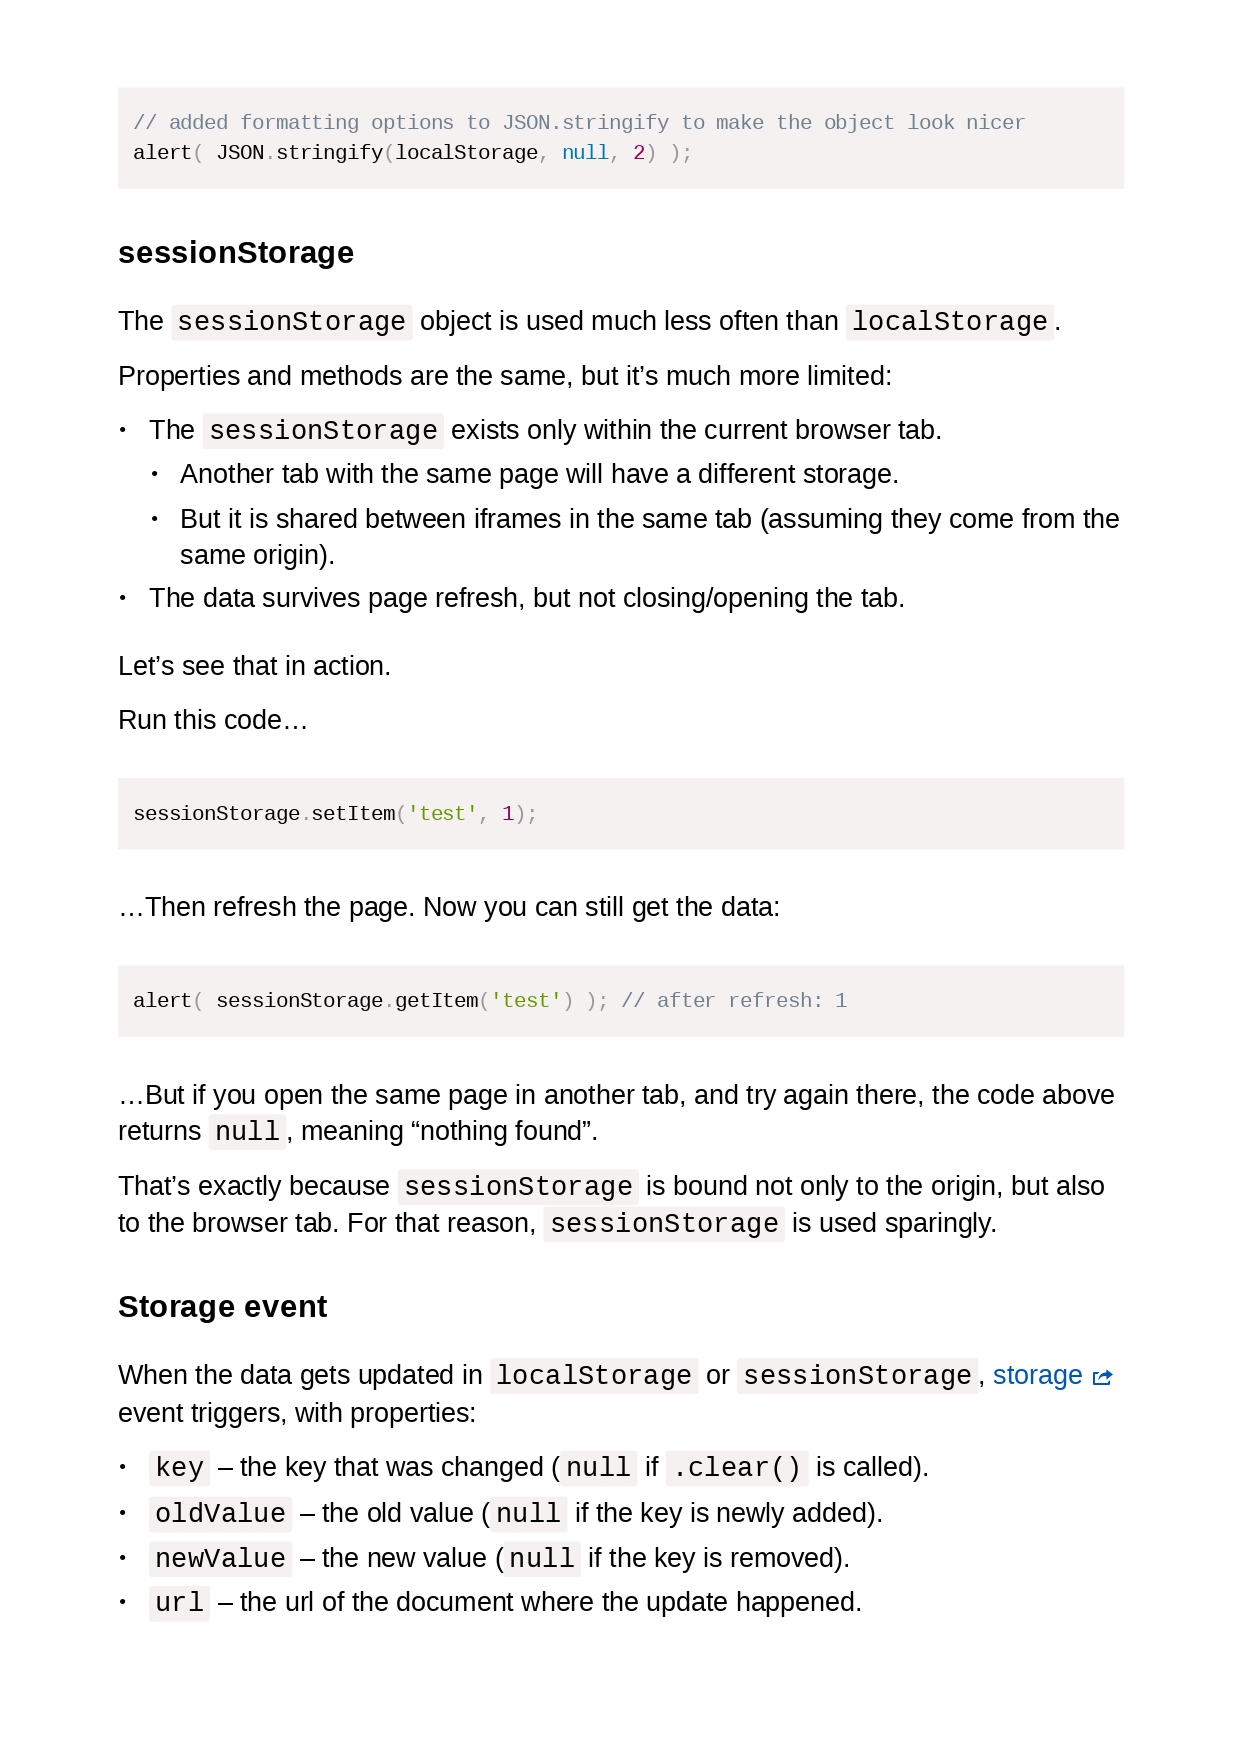 // added formatting options to JSON.stringify to make the object look nicer
alert( JSON.stringify(localStorage, null, 2) );
sessionStorage
The sessionStorage object is used much less often than localStorage.
Properties and methods are the same, but it’s much more limited:
• The sessionStorage exists only within the current browser tab.
• Another tab with the same page will have a different storage.
• But it is shared between iframes in the same tab (assuming they come from the
same origin).
• The data survives page refresh, but not closing/opening the tab.
Let’s see that in action.
Run this code…
sessionStorage.setItem('test', 1);
…Then refresh the page. Now you can still get the data:
alert( sessionStorage.getItem('test') ); // after refresh: 1
…But if you open the same page in another tab, and try again there, the code above
returns null, meaning “nothing found”.
That’s exactly because sessionStorage is bound not only to the origin, but also
to the browser tab. For that reason, sessionStorage is used sparingly.
Storage event
When the data gets updated in localStorage or sessionStorage, storage
event triggers, with properties:
• key – the key that was changed (null if .clear() is called).
• oldValue – the old value (null if the key is newly added).
• newValue – the new value (null if the key is removed).
• url – the url of the document where the update happened.